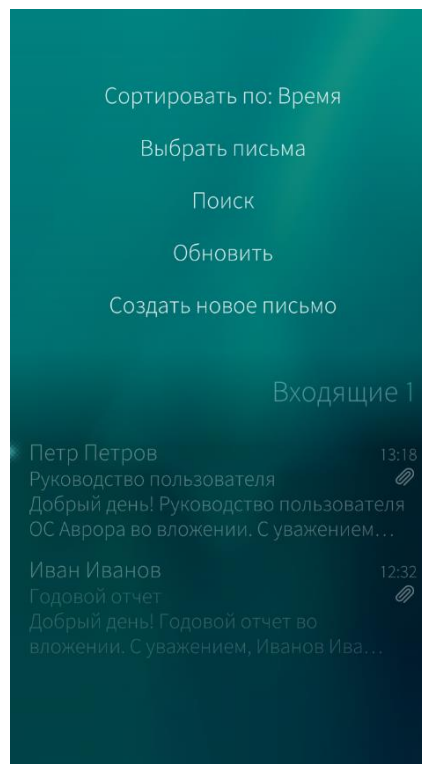 Сортировать по: Время
Выбрать письма
Поиск
Обновить
Создать новое письмо
Входящие 1
Петр Петров 13:18
Руководство пользователя
Добрый день! Руководство пользователя
ОС Аврора во вложении. С уважением…
Иван Иванов 12:32
Годовой отчет
Добрый день! Годовой отчет во
вложении. С уважением, Иванов Ива…